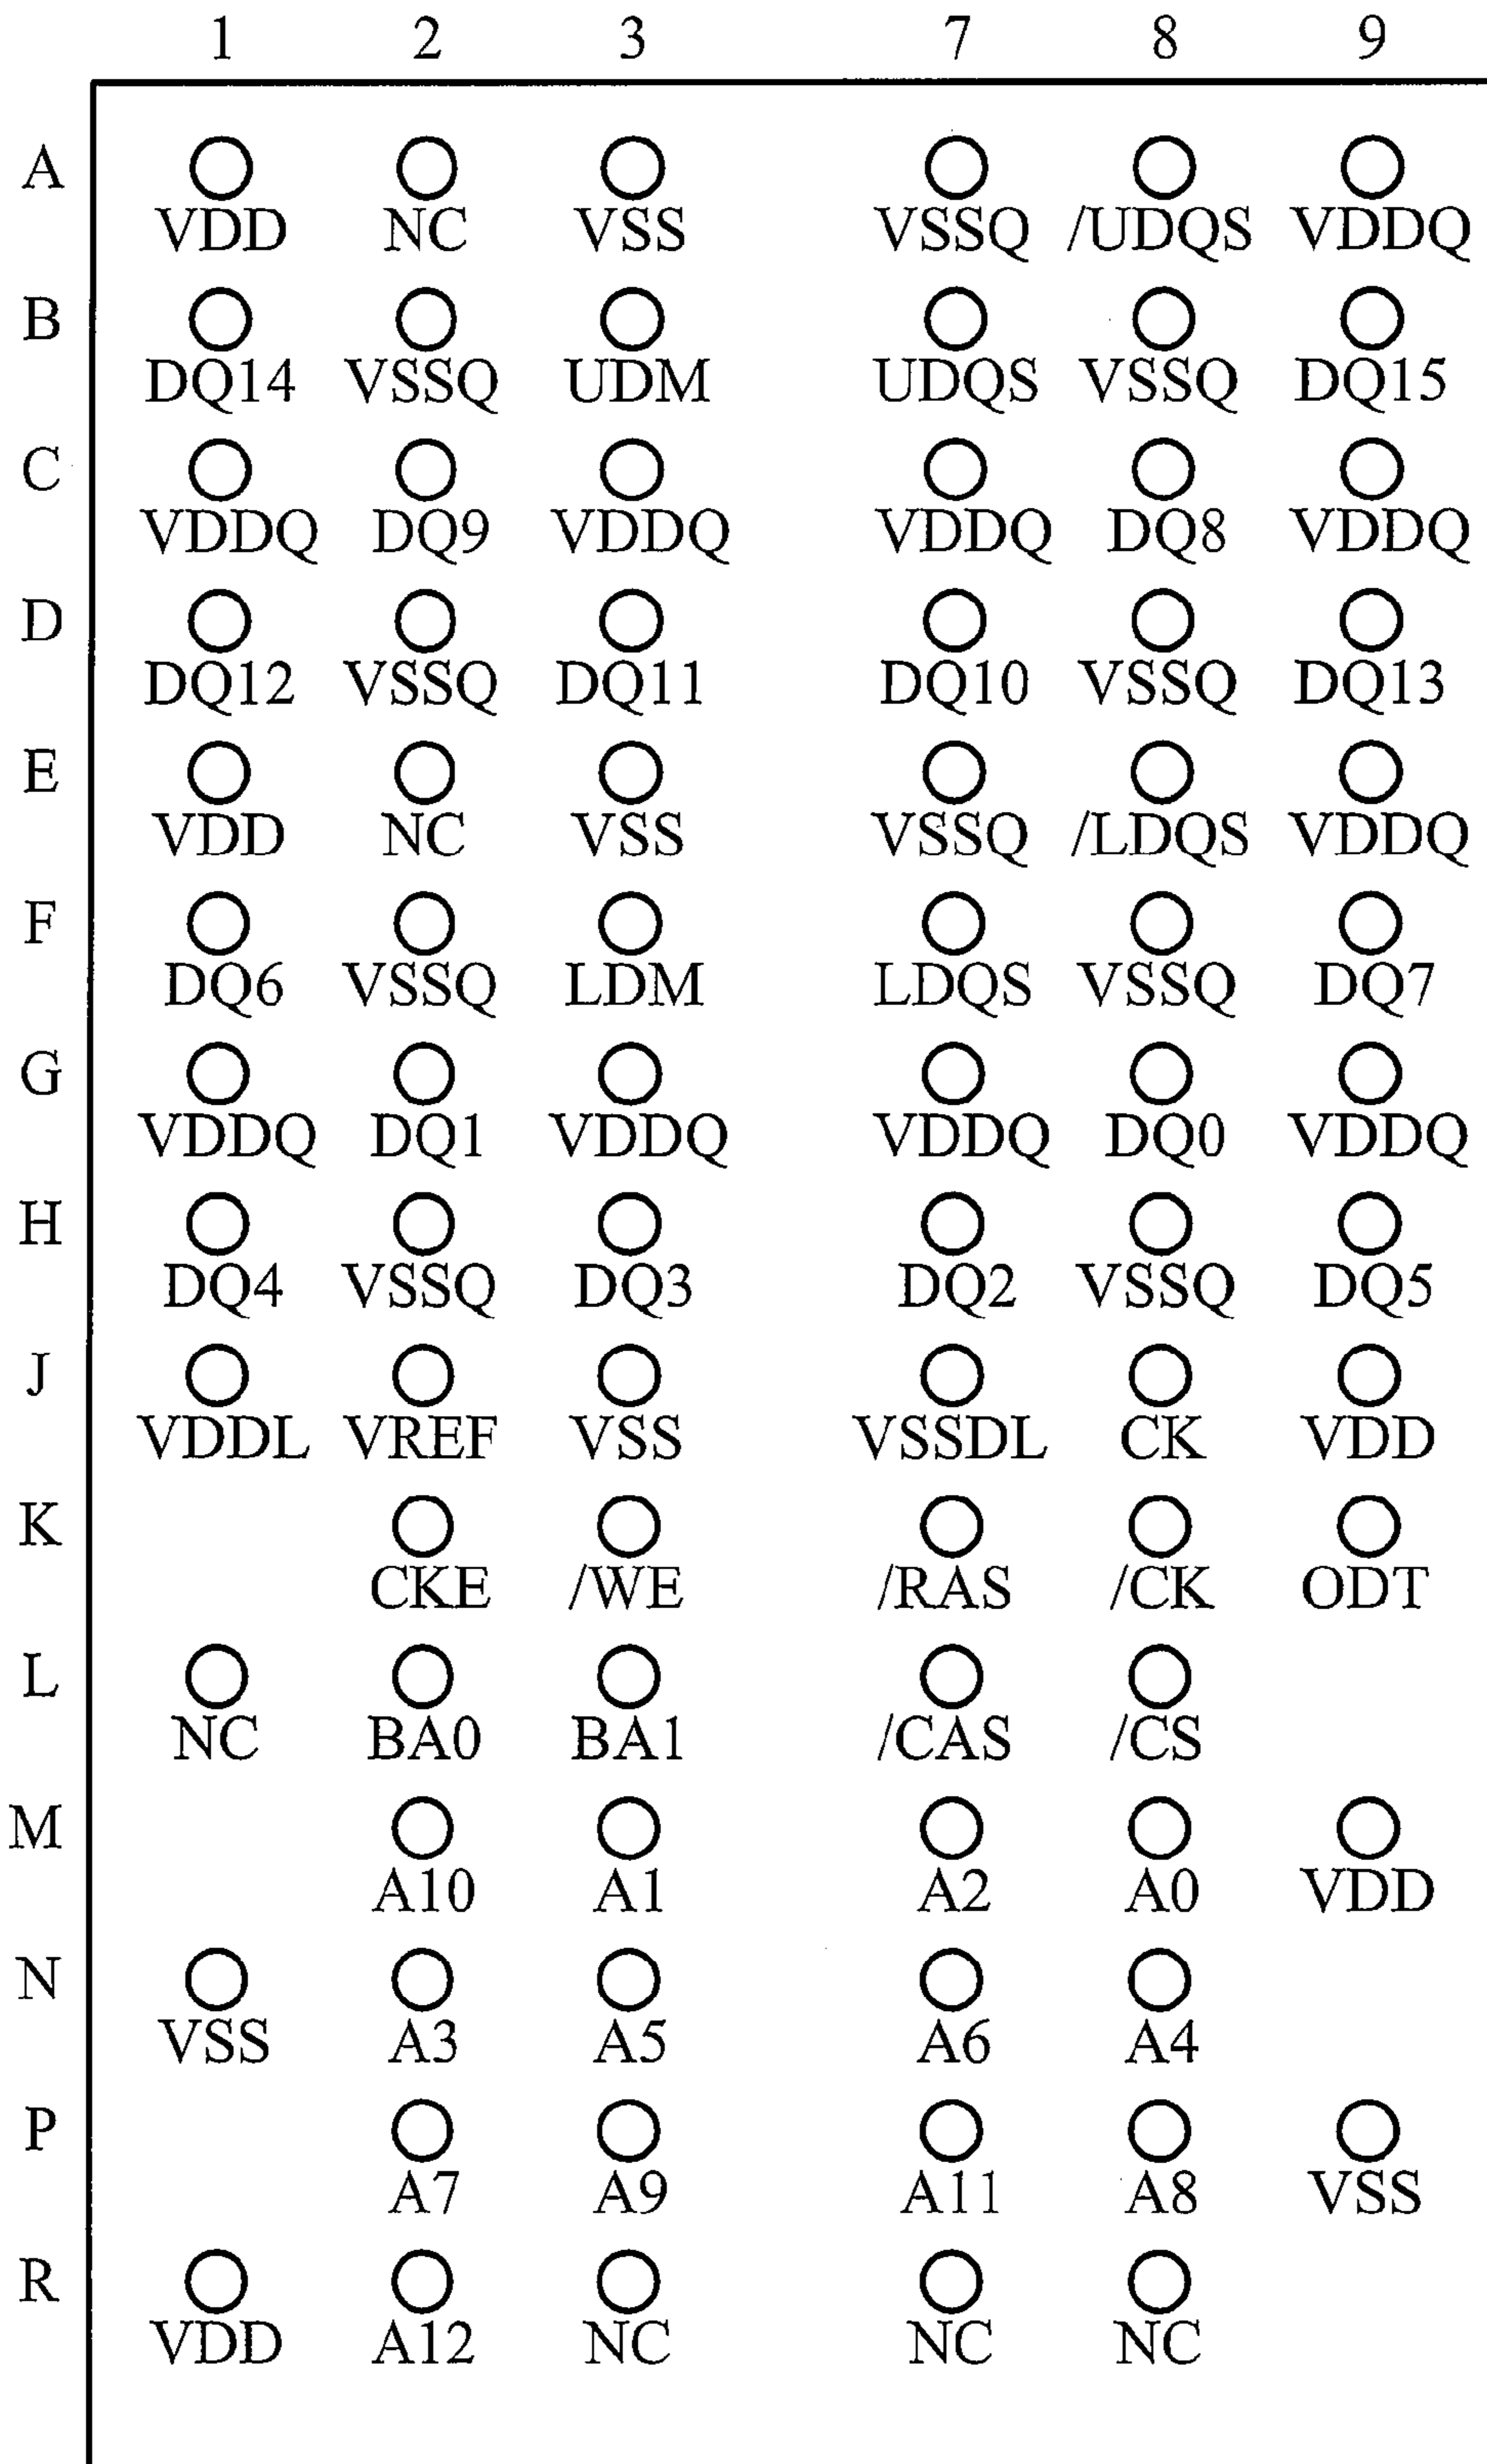 1 2 3 7 8 9
A
VDD NC VSS VSSQ /UDQS VDDQ
B
DQ14 VSSQ UDM UDQS VSSQ DQ15
C
VDDQ DQ9 VDDQ VDDQ DQ8 VDDQ
D
DQ12 VSSQ DQ11 DQ10 VSSQ DQ13
E
VDD NC VSS VSSQ /LDQS VDDQ
F
DQ6 VSSQ LDM LDQS VSSQ DQ7
G
VDDQ DQ1 VDDQ VDDQ DQ0 VDDQ
H
DQ4 VSSQ DQ3 DQ2 VSSQ DQ5
J
VDDL VREF VSS VSSDL CK VDD
K
CKE /WE /RAS /CK ODT
L
NC BA0 BA1 /CAS /CS
M
A10 A1 A2 A0 VDD
N
VSS A3 A5 A6 A4
P
A7 A9 A11 A8 VSS
R
VDD A12 NC NC NC